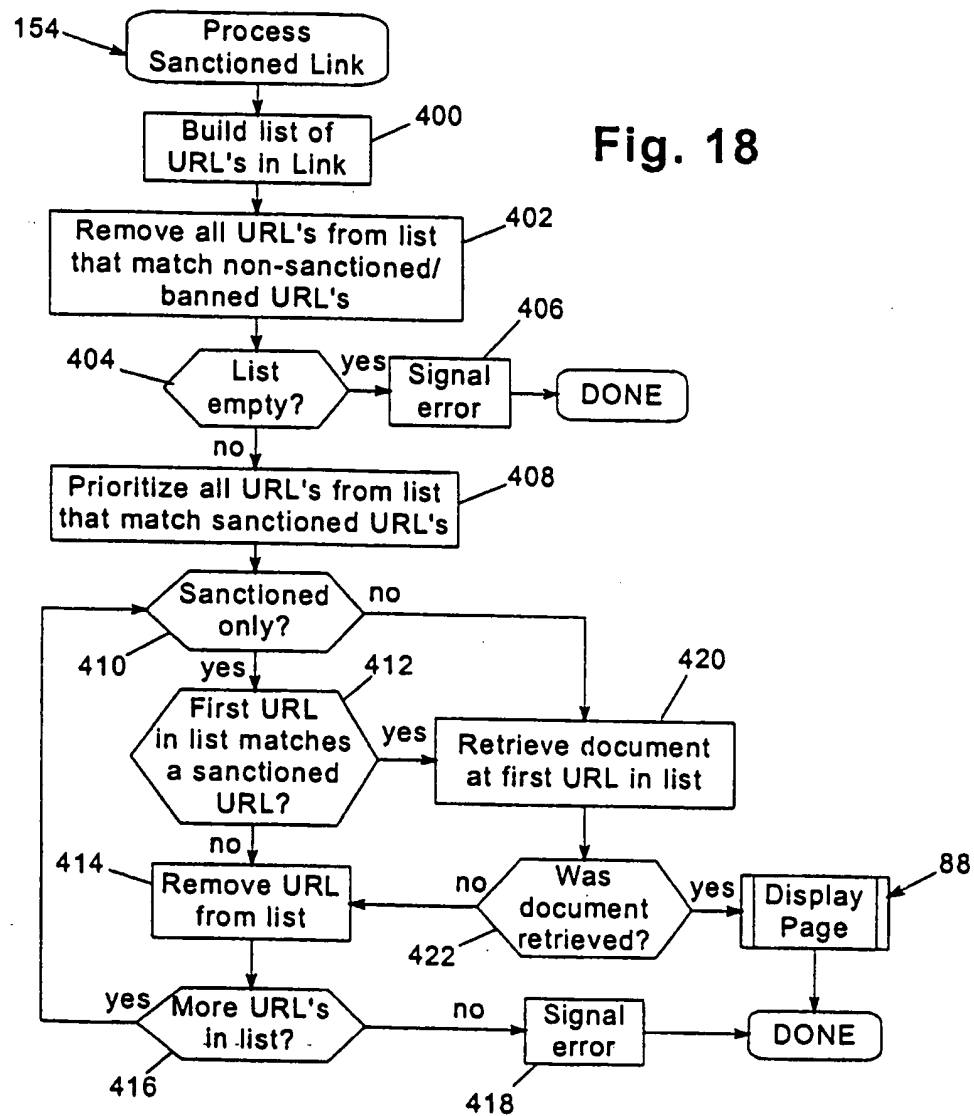 154
Process
Sanctioned Link
400
Build list of
URL's in Link
Fig. 18
402
Remove all URL's from list
that match non-sanctioned/
banned URL's
406
404
List
empty?
yes
Signal
error
DONE
no
408
Prioritize all URL's from list
that match sanctioned URL's
Sanctioned
only?
no
410
yes
412
420
First URL
in list matches
a sanctioned
URL?
yes
Retrieve document
at first URL in list
no
414
Remove URL
from list
no
Was
document
retrieved?
yes
88
Display
Page
422
yes
More URL's
in list?
no
Signal
error
DONE
416
418